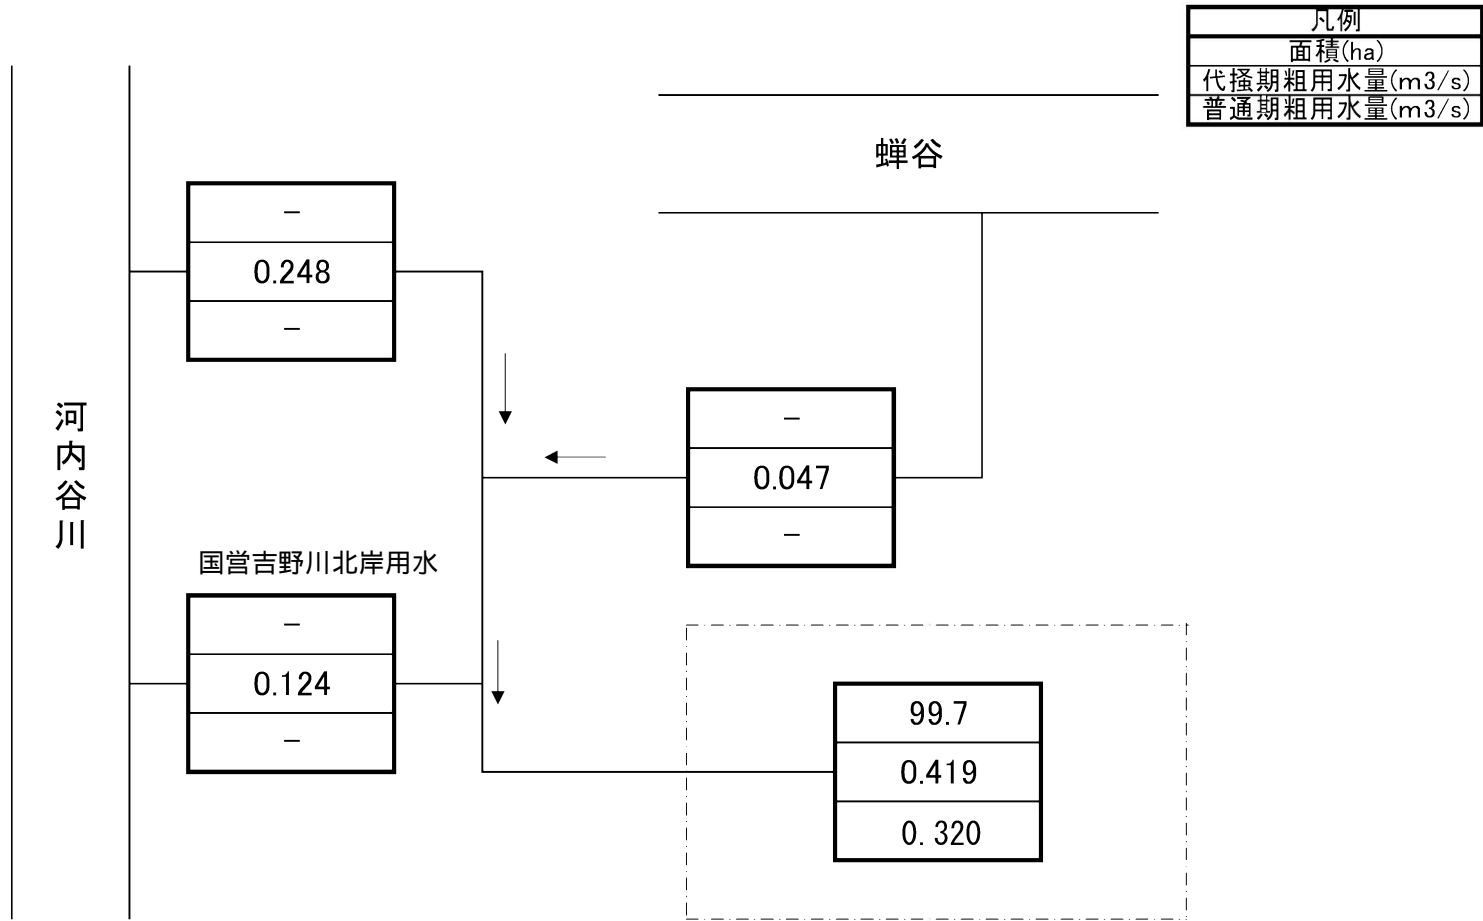 凡例
面積(ha)
代掻期粗用水量(m3/s)
普通期粗用水量(m3/s)
蝉谷
-
0.248
-
河内谷川
-
0.047
-
国営吉野川北岸用水
-
0.124
-
99.7
0.419
0.320